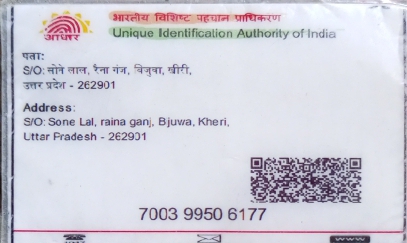 भारतीय विशिष्ट पहचान प्राधिकरण
आधार
Unique Identification Authority of India
पता:
S/O: सोने लाल, रैना गंज, बिजुवा, खीरी,
उत्तर प्रदेश - 262901
Address:
S/O: Sone Lal, raina ganj, Bjuwa, Kheri,
Uttar Pradesh - 262901
7003 9950 6177